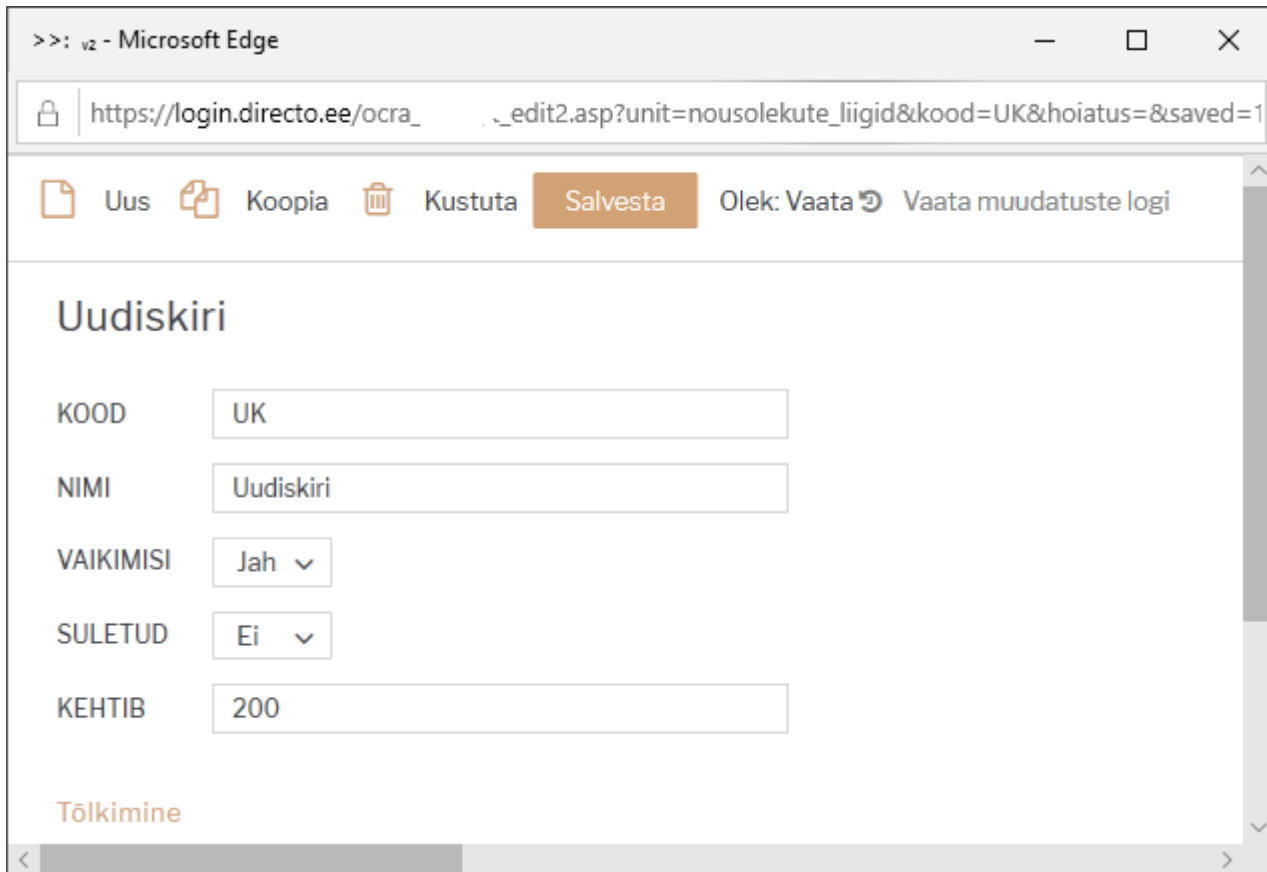 >>: v2 - Microsoft Edge
https://login.directo.ee/ocra_ _edit2.asp?unit=nousolekute_liigid&kood=UK&hoiatus=&saved=1
Uus Koopia Kustuta Salvesta Olek: Vaata Vaata muudatuste logi
Uudiskiri
KOOD UK
NIMI Uudiskiri
VAIKIMISI Jah
SULETUD Ei
KEHTIB 200
Tõlkimine